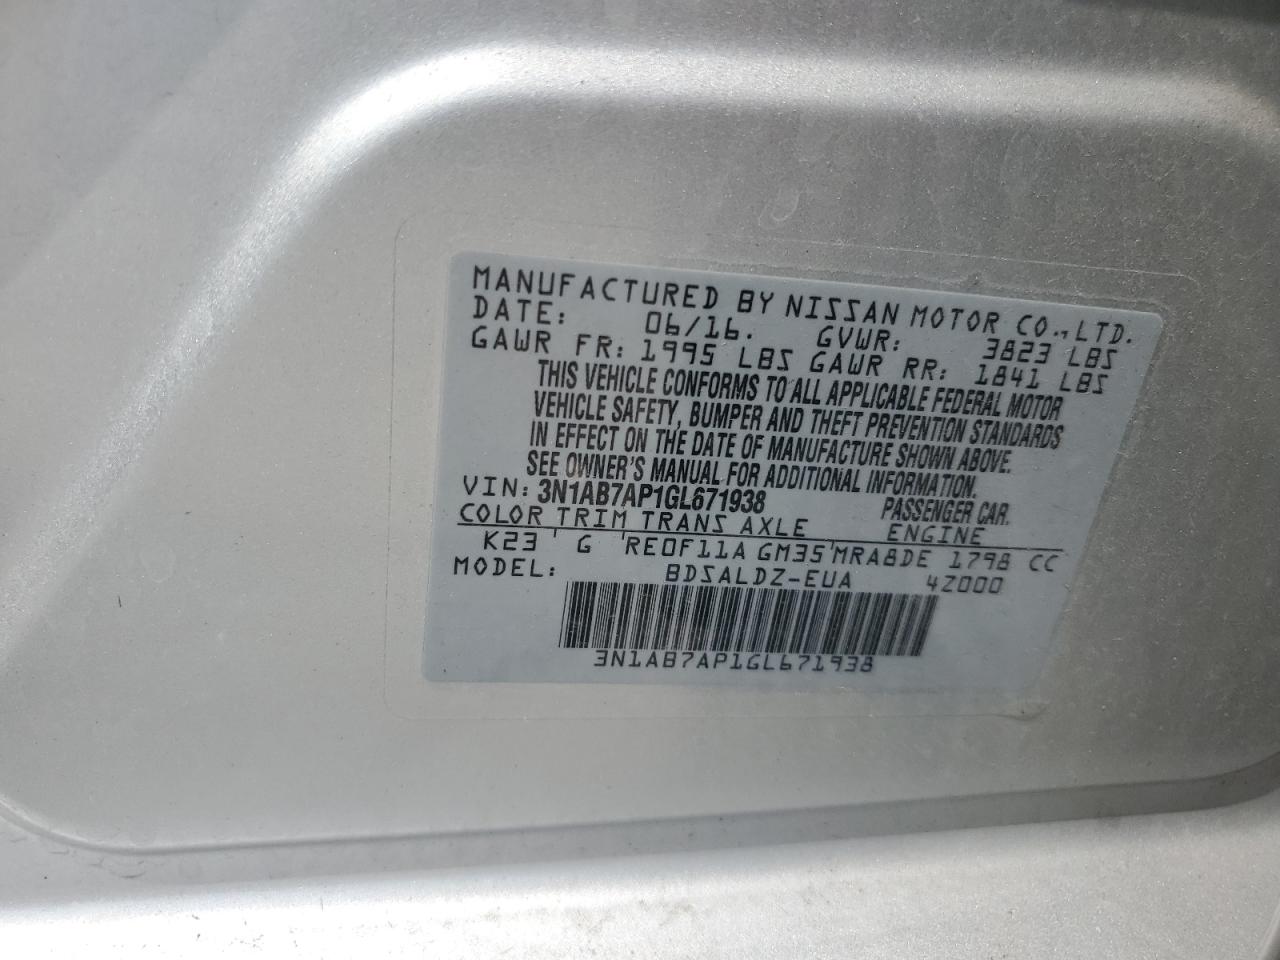 MANUFACTURED BY NISSAN MOTOR CO.,LTD.
DATE: 06/16. GVWR: 3823 LBS
GAWR FR: 1995 LBS GAWR RR: 1841 LBS
THIS VEHICLE CONFORMS TO ALL APPLICABLE FEDERAL MOTOR
VEHICLE SAFETY, BUMPER AND THEFT PREVENTION STANDARDS
IN EFFECT ON THE DATE OF MANUFACTURE SHOWN ABOVE.
SEE OWNER'S MANUAL FOR ADDITIONAL INFORMATION.
VIN: 3N1AB7AP1GL671938 PASSENGER CAR.
COLOR TRIM TRANS AXLE ENGINE
K23 ' G ' RE0F11A GM35 MRA8DE 1798 CC
MODEL: BDSALDZ-EUA 4Z000
3N1AB7AP1GL671938